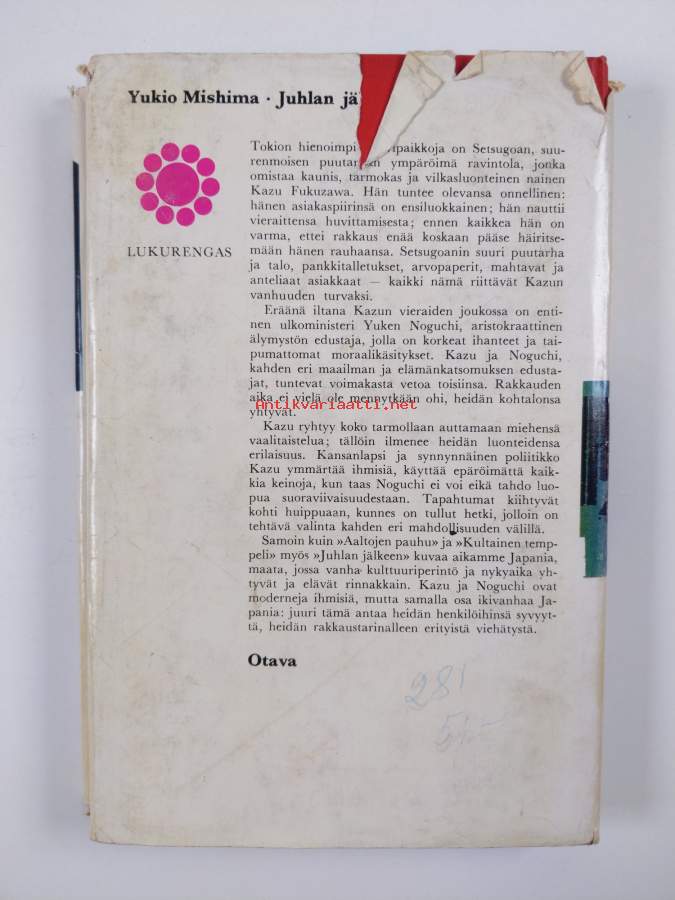 Yukio Mishima · Juhlan jä
Tokion hienoimpi paikkoja on Setsugoan, suu-
renmoisen puutarhan ympäröimä ravintola, jonka
omistaa kaunis, tarmokas ja vilkasluonteinen nainen
Kazu Fukuzawa. Hän tuntee olevansa onnellinen:
hänen asiakaspiirinsä on ensiluokkainen; hän nauttii
vieraittensa huvittamisesta; ennen kaikkea hän on
varma, ettei rakkaus enää koskaan pääse häiritse-
mään hänen rauhaansa. Setsugoanin suuri puutarha
ja talo, pankkitalletukset, arvopaperit, mahtavat ja
anteliaat asiakkaat — kaikki nämä riittävät Kazun
vanhuuden turvaksi.
Eräänä iltana Kazun vieraiden joukossa on enti-
nen ulkoministeri Yuken Noguchi, aristokraattinen
älymystön edustaja, jolla on korkeat ihanteet ja tai-
pumattomat moraalikäsitykset. Kazu ja Noguchi,
kahden eri maailman ja elämänkatsomuksen edusta-
jat, tuntevat voimakasta vetoa toisiinsa. Rakkauden
aika ei vielä ole mennytkään ohi, heidän kohtalonsa
yhtyvät.
Kazu ryhtyy koko tarmollaan auttamaan miehensä
vaalitaistelua; tällöin ilmenee heidän luonteidensa
erilaisuus. Kansanlapsi ja synnynnäinen poliitikko
Kazu ymmärtää ihmisiä, käyttää epäröimättä kaik-
kia keinoja, kun taas Noguchi ei voi eikä tahdo luo-
pua suoraviivaisuudestaan. Tapahtumat kiihtyvät
kohti huippuaan, kunnes on tullut hetki, jolloin on
tehtävä valinta kahden eri mahdollisuuden välillä.
Samoin kuin »Aaltojen pauhu» ja »Kultainen temp-
peli» myös »Juhlan jälkeen» kuvaa aikamme Japania,
maata, jossa vanha kulttuuriperintö ja nykyaika yh-
tyvät ja elävät rinnakkain. Kazu ja Noguchi ovat
moderneja ihmisiä, mutta samalla osa ikivanhaa Ja-
pania: juuri tämä antaa heidän henkilöihinsä syvyyt-
tä, heidän rakkaustarinalleen erityistä viehätystä.
LUKURENGAS
Antikvariaatti.net
Otava
281